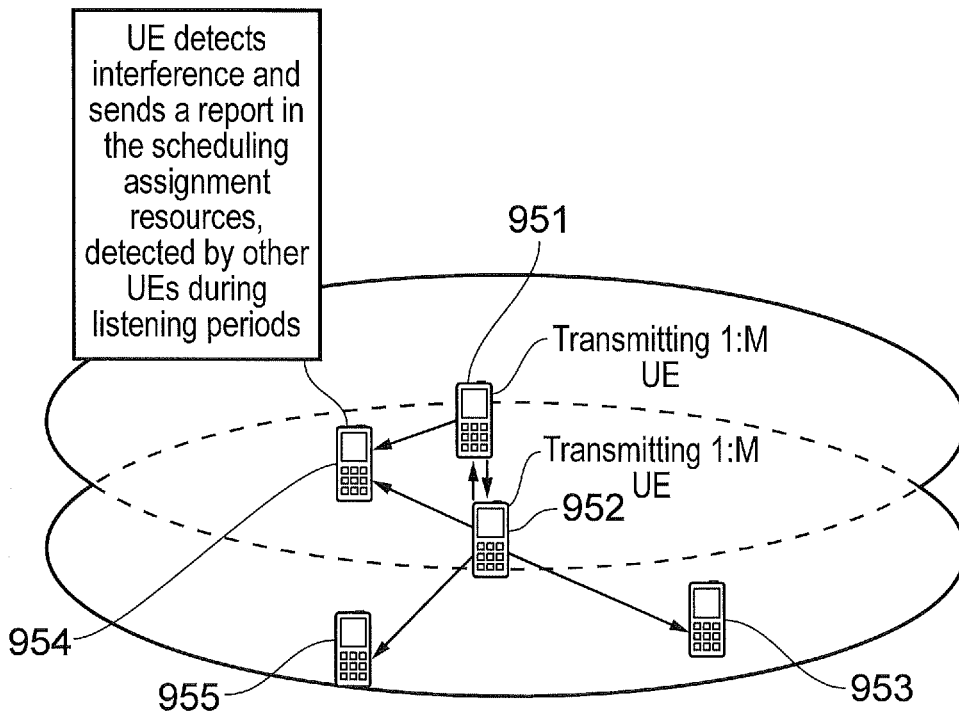 UE detects
interference and
sends a report in
the scheduling
assignment
resources,
detected by other
UEs during
listening periods
951
Transmitting 1:M
UE
Transmitting 1:M
UE
952
954
955
953